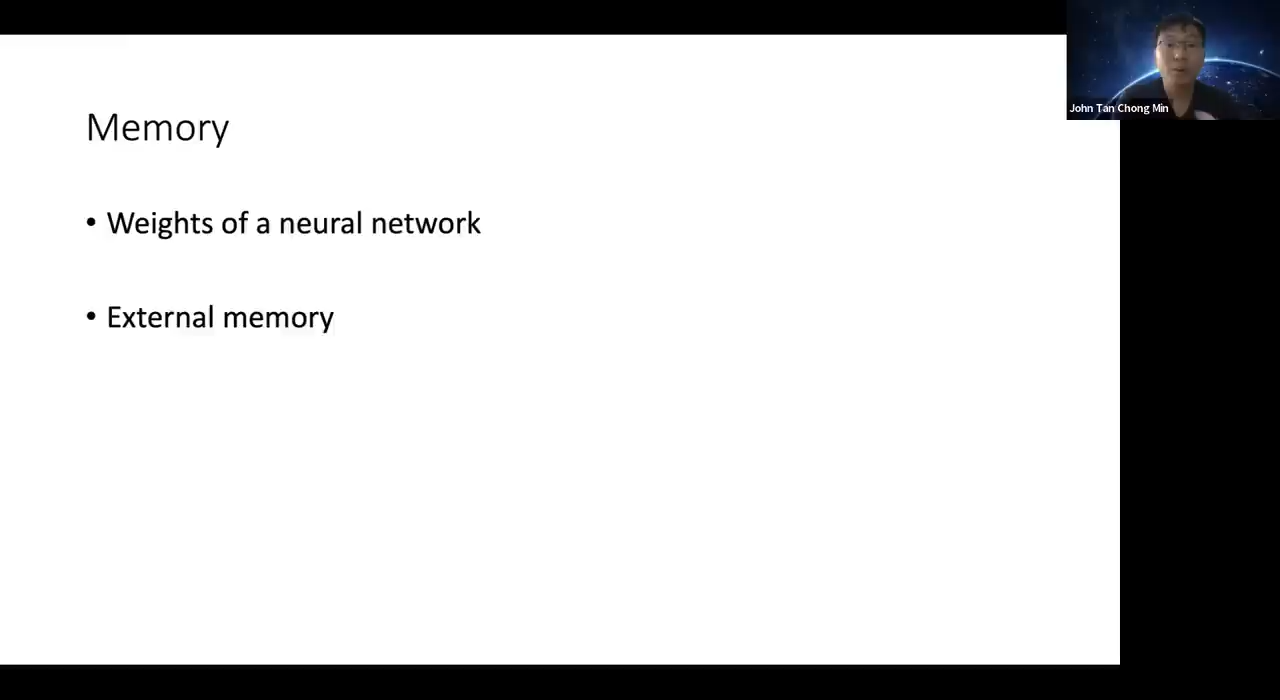 Memory
• Weights of a neural network
• External memory
John Tan Chong Min